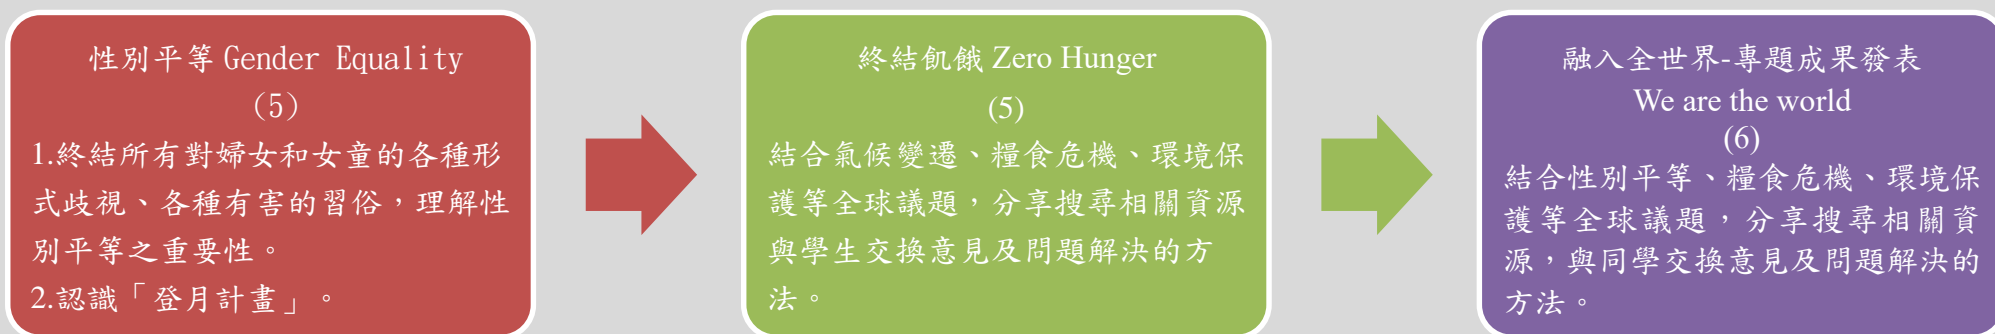 性別平等 Gender Equality
(5)
1.終結所有對婦女和女童的各種形
式歧視、各種有害的習俗，理解性
別平等之重要性。
2.認識「登月計畫」。
終結飢餓 Zero Hunger
(5)
結合氣候變遷、糧食危機、環境保
護等全球議題，分享搜尋相關資源
與學生交換意見及問題解決的方
法。
融入全世界-專題成果發表
We are the world
(6)
結合性別平等、糧食危機、環境保
護等全球議題，分享搜尋相關資
源，與同學交換意見及問題解決的
方法。